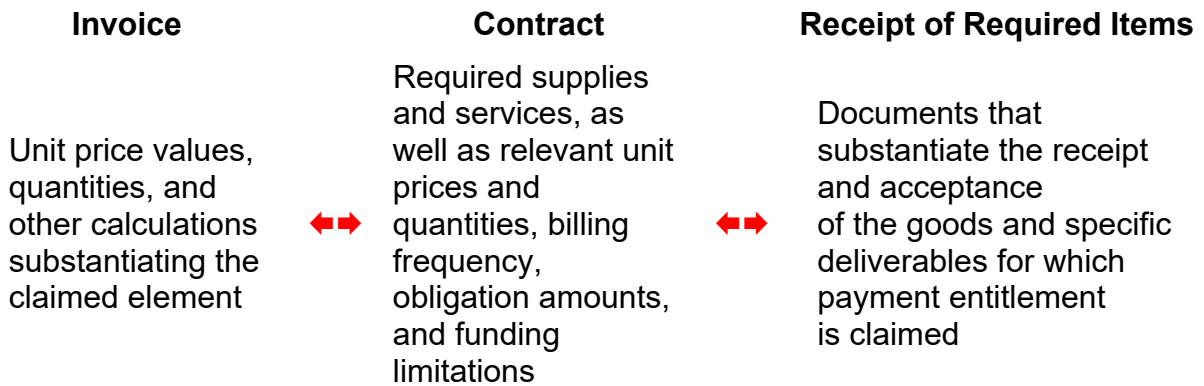 Invoice
Unit price values,
quantities, and
other calculations
substantiating the
claimed element
Contract
Required supplies
and services, as
well as relevant unit
prices and
quantities, billing
frequency,
obligation amounts,
and funding
limitations
Receipt of Required Items
Documents that
substantiate the receipt
and acceptance
of the goods and specific
deliverables for which
payment entitlement
is claimed